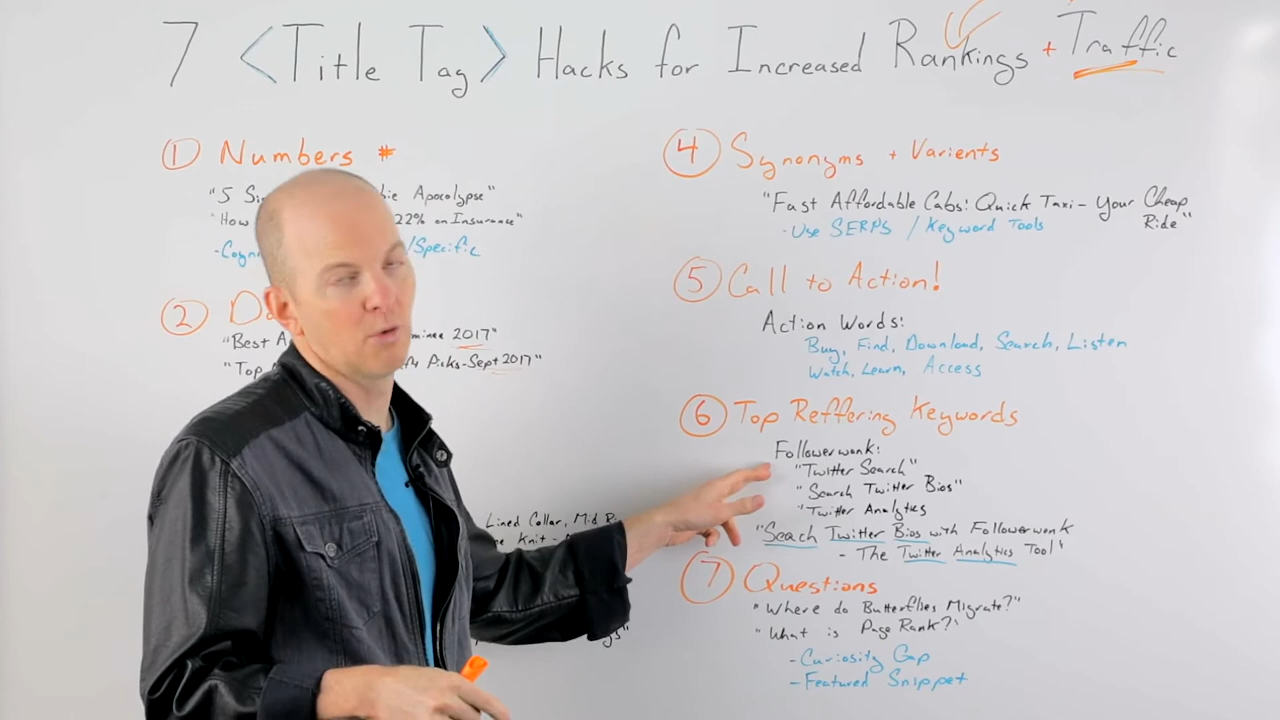 7 <Title Tag> Hacks for Increased Rankings + Traffic
① Numbers #
"5 Apocalypse"
"How 22% on Insurance"
/Specific
②
"Best 2017"
"Top Picks-Sept 2017"
Lined Collar, Mid
Knit -
④ Synonyms + Varients
"Fast Affordable Cabs! Quick Taxi - Your Cheap
Ride"
-Use SERPS / Keyword Tools
⑤ Call to Action!
Action Words:
Buy, Find, Download, Search, Listen
Watch, Learn, Access
⑥ Top Reffering Keywords
Followerwonk:
"Twitter Search"
"Search Twitter Bios"
"Twitter Analytics
"Seach Twitter Bios with Followerwonk
- The Twitter Analytics Tool"
⑦ Questions
"Where do Butterflies Migrate?"
"What is Page Rank?"
-Curiosity Gap
-Featured Snippet